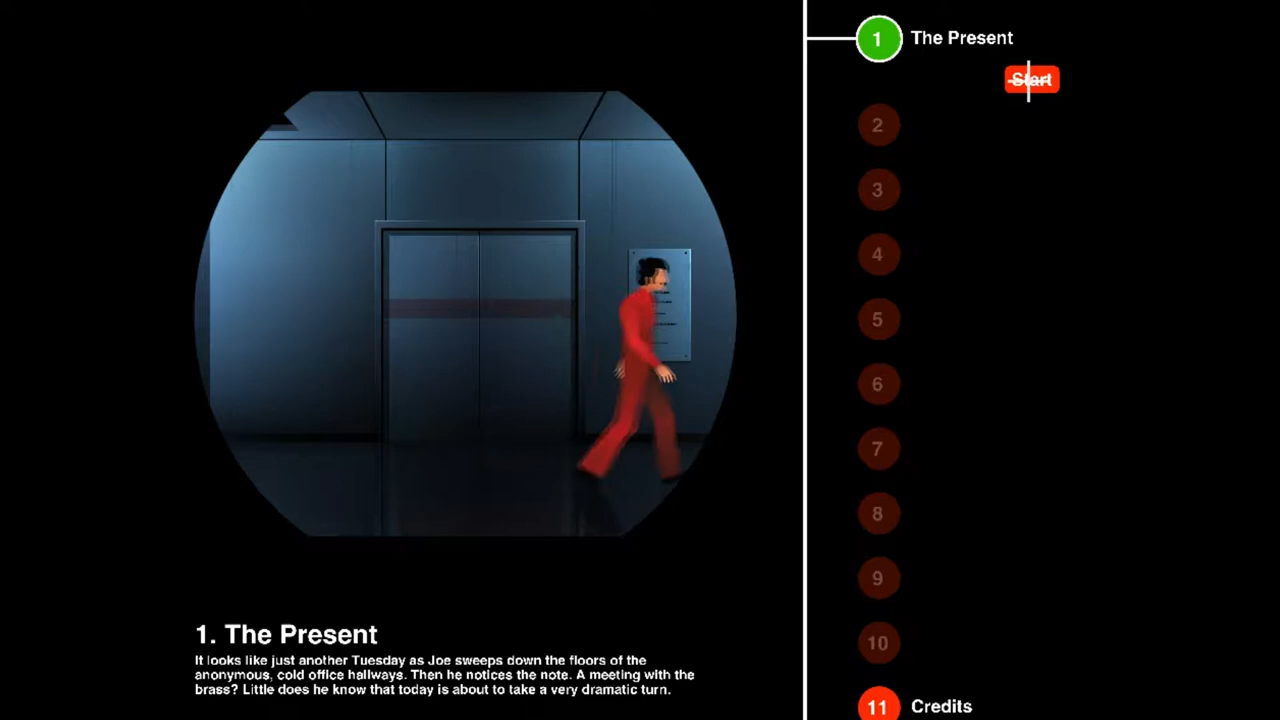 1 The Present
Start
2
3
4
5
6
7
8
9
10
11 Credits
1. The Present
It looks like just another Tuesday as Joe sweeps down the floors of the
anonymous, cold office hallways. Then he notices the note. A meeting with the
brass? Little does he know that today is about to take a very dramatic turn.